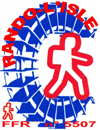 RANDO L'ISLE
FFR 5507